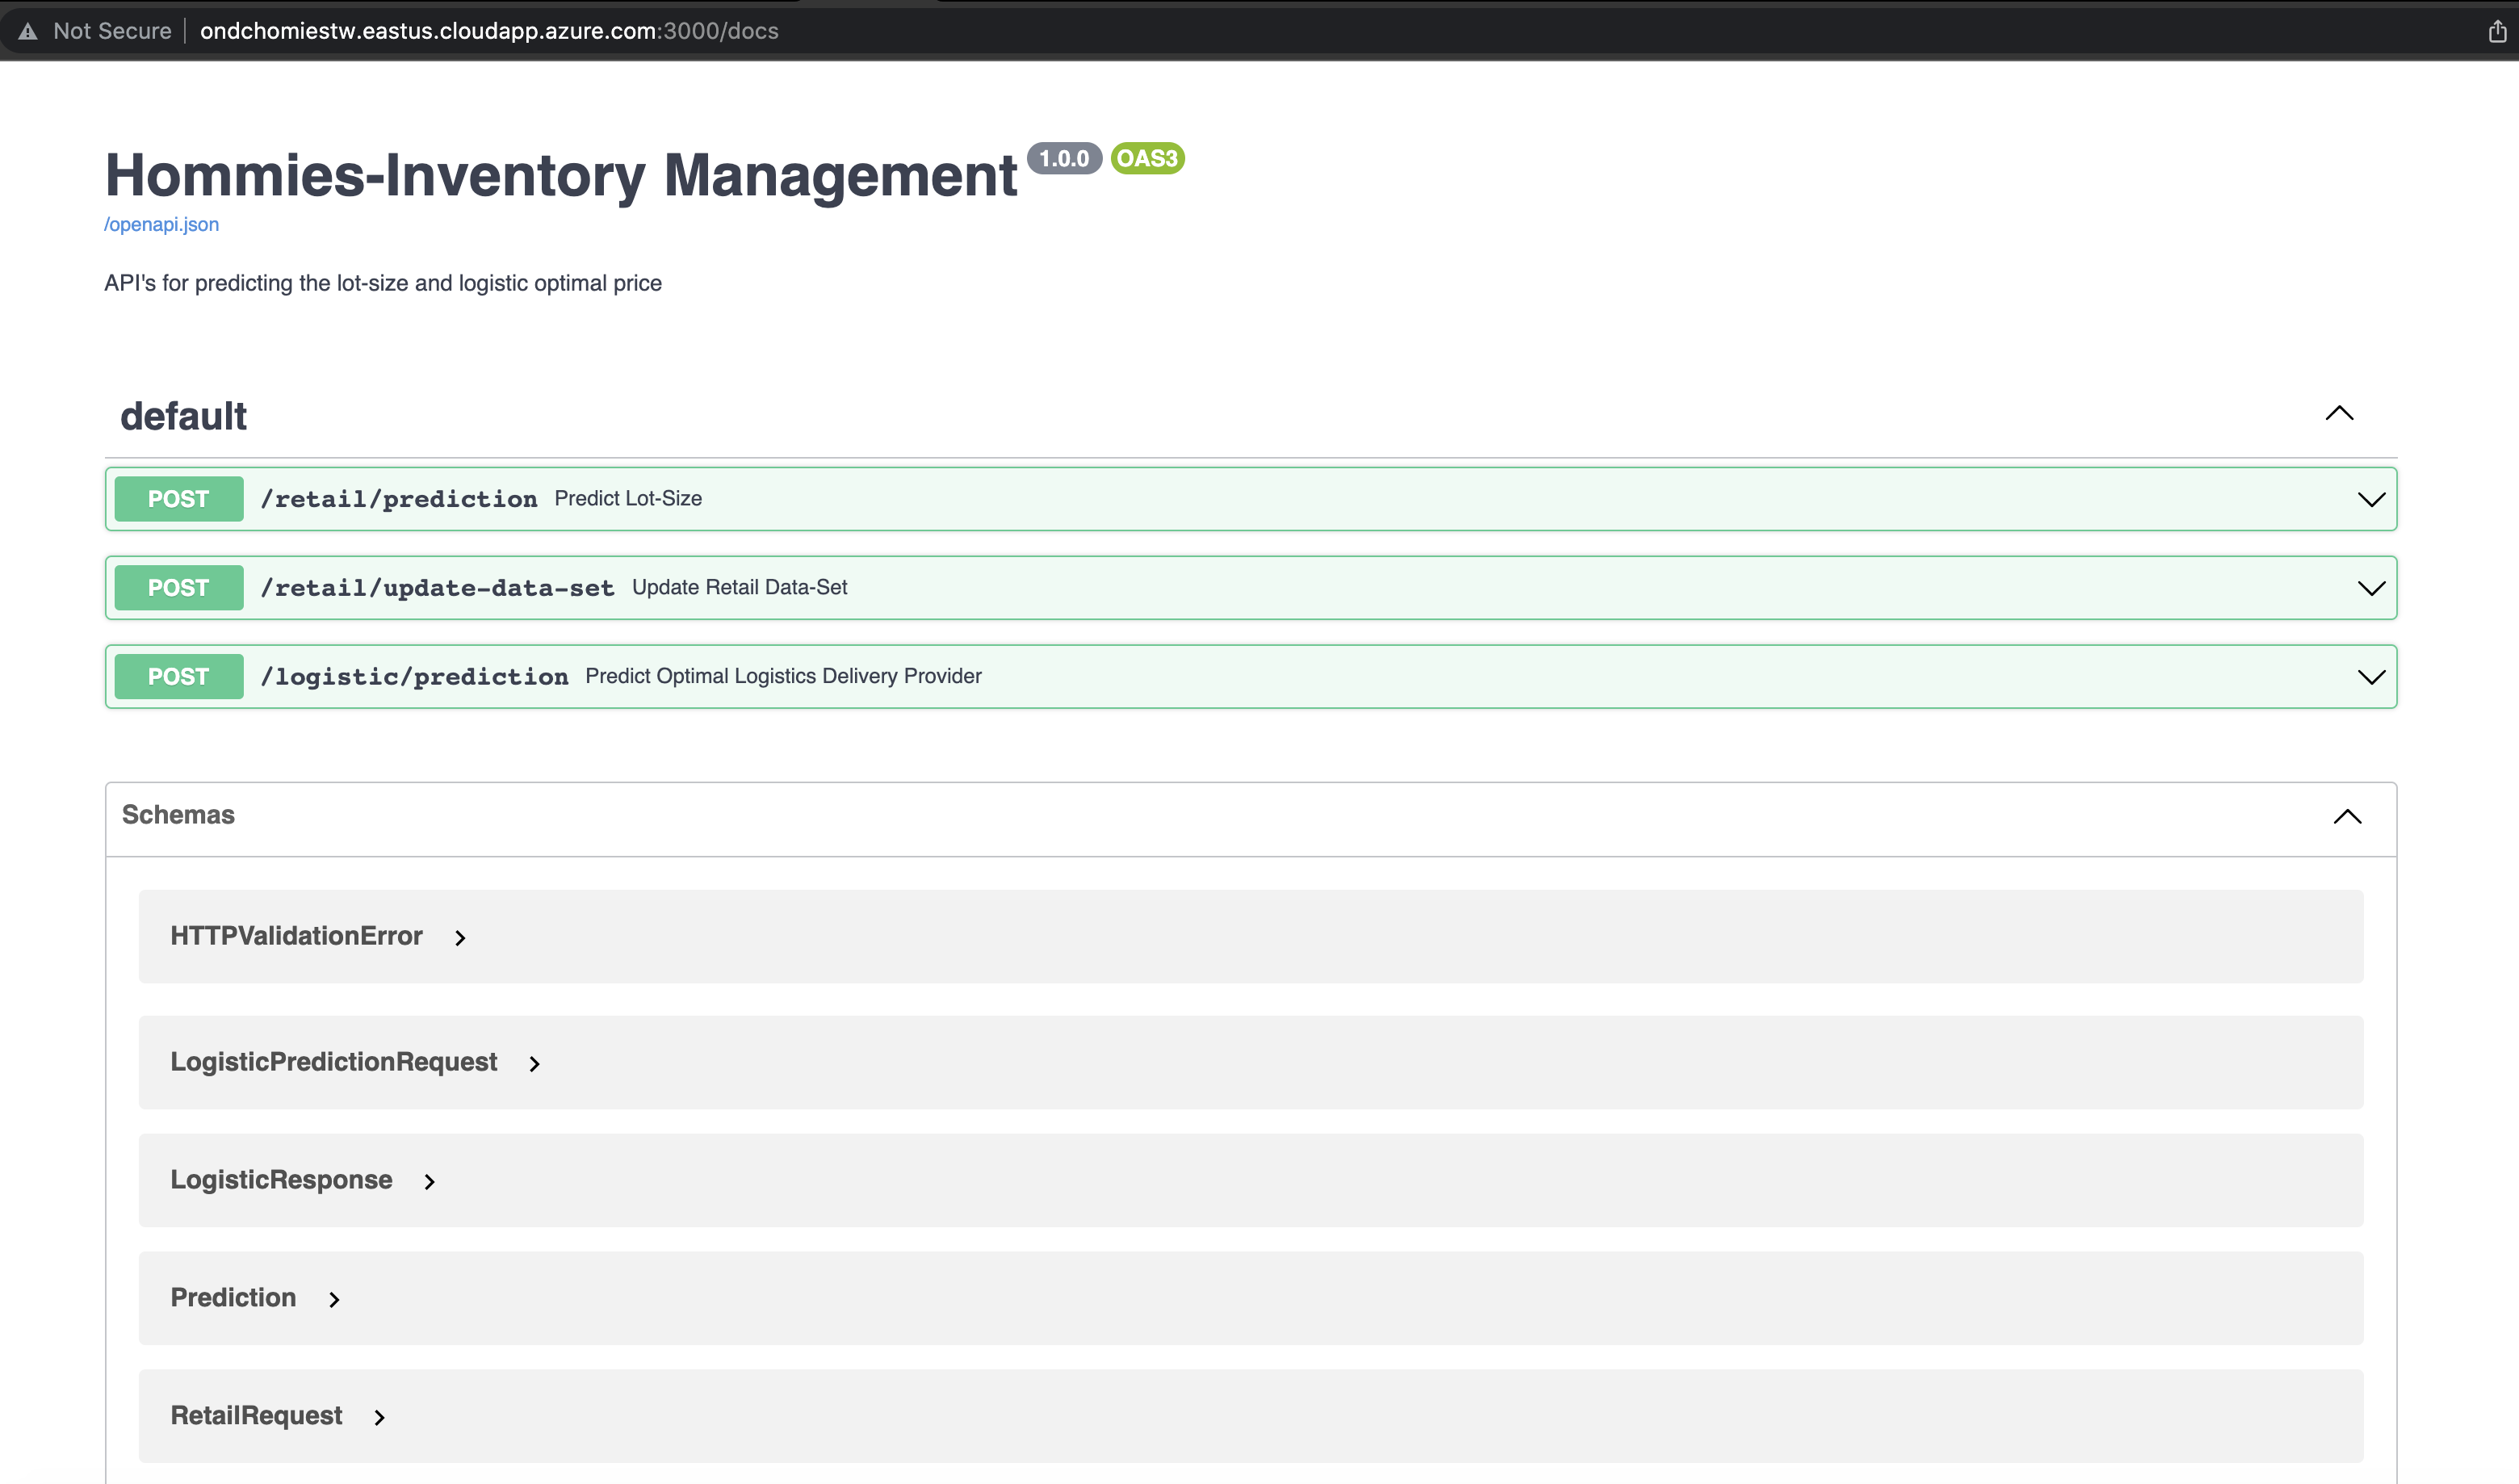 Not Secure ondchomiestw.eastus.cloudapp.azure.com:3000/docs
Hommies-Inventory Management 1.0.0 OAS3
/openapi.json
API's for predicting the lot-size and logistic optimal price
default
POST /retail/prediction Predict Lot-Size
POST /retail/update-data-set Update Retail Data-Set
POST /logistic/prediction Predict Optimal Logistics Delivery Provider
Schemas
HTTPValidationError
LogisticPredictionRequest
LogisticResponse
Prediction
RetailRequest